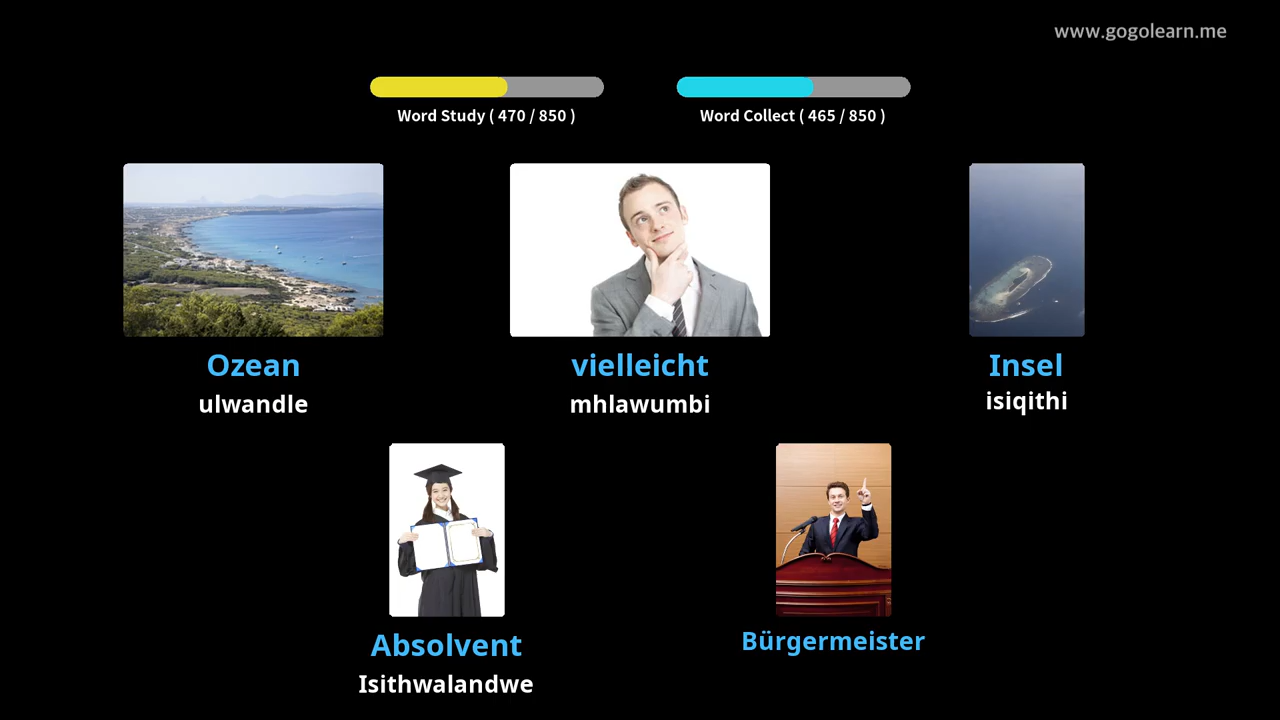 www.gogolearn.me
Word Study ( 470 / 850 )
Word Collect ( 465 / 850 )
Ozean
ulwandle
vielleicht
mhlawumbi
Insel
isiqithi
Absolvent
Isithwalandwe
Bürgermeister